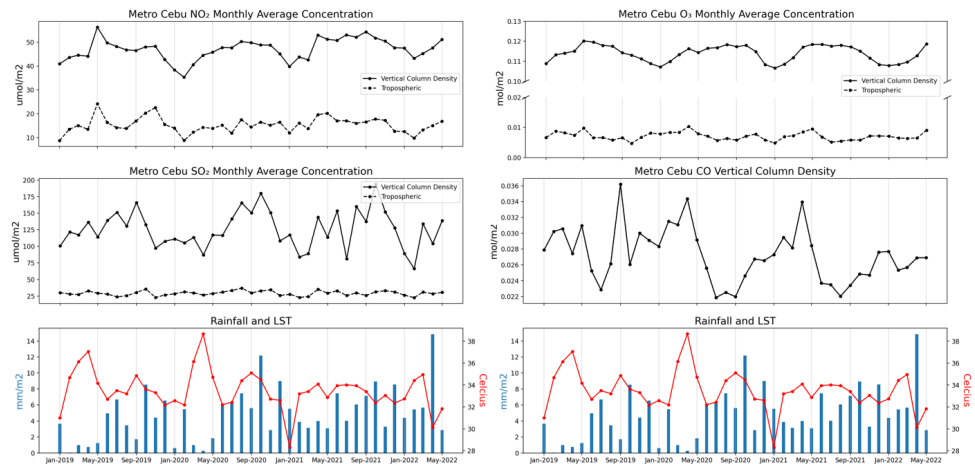 Metro Cebu NO₂ Monthly Average Concentration
umol/m2
50
40
30
20
10
Vertical Column Density
Tropospheric
Metro Cebu O₃ Monthly Average Concentration
mol/m2
0.13
0.12
0.11
0.10
0.02
0.01
0.00
Vertical Column Density
Tropospheric
Metro Cebu SO₂ Monthly Average Concentration
umol/m2
200
175
150
125
100
75
50
25
Vertical Column Density
Tropospheric
Metro Cebu CO Vertical Column Density
mol/m2
0.036
0.034
0.032
0.030
0.028
0.026
0.024
0.022
Rainfall and LST
mm/m2
14
12
10
8
6
4
2
0
38
36
34
32
30
28
Celcius
Jan-2019 May-2019 Sep-2019 Jan-2020 May-2020 Sep-2020 Jan-2021 May-2021 Sep-2021 Jan-2022 May-2022
Rainfall and LST
mm/m2
14
12
10
8
6
4
2
0
38
36
34
32
30
28
Celcius
Jan-2019 May-2019 Sep-2019 Jan-2020 May-2020 Sep-2020 Jan-2021 May-2021 Sep-2021 Jan-2022 May-2022